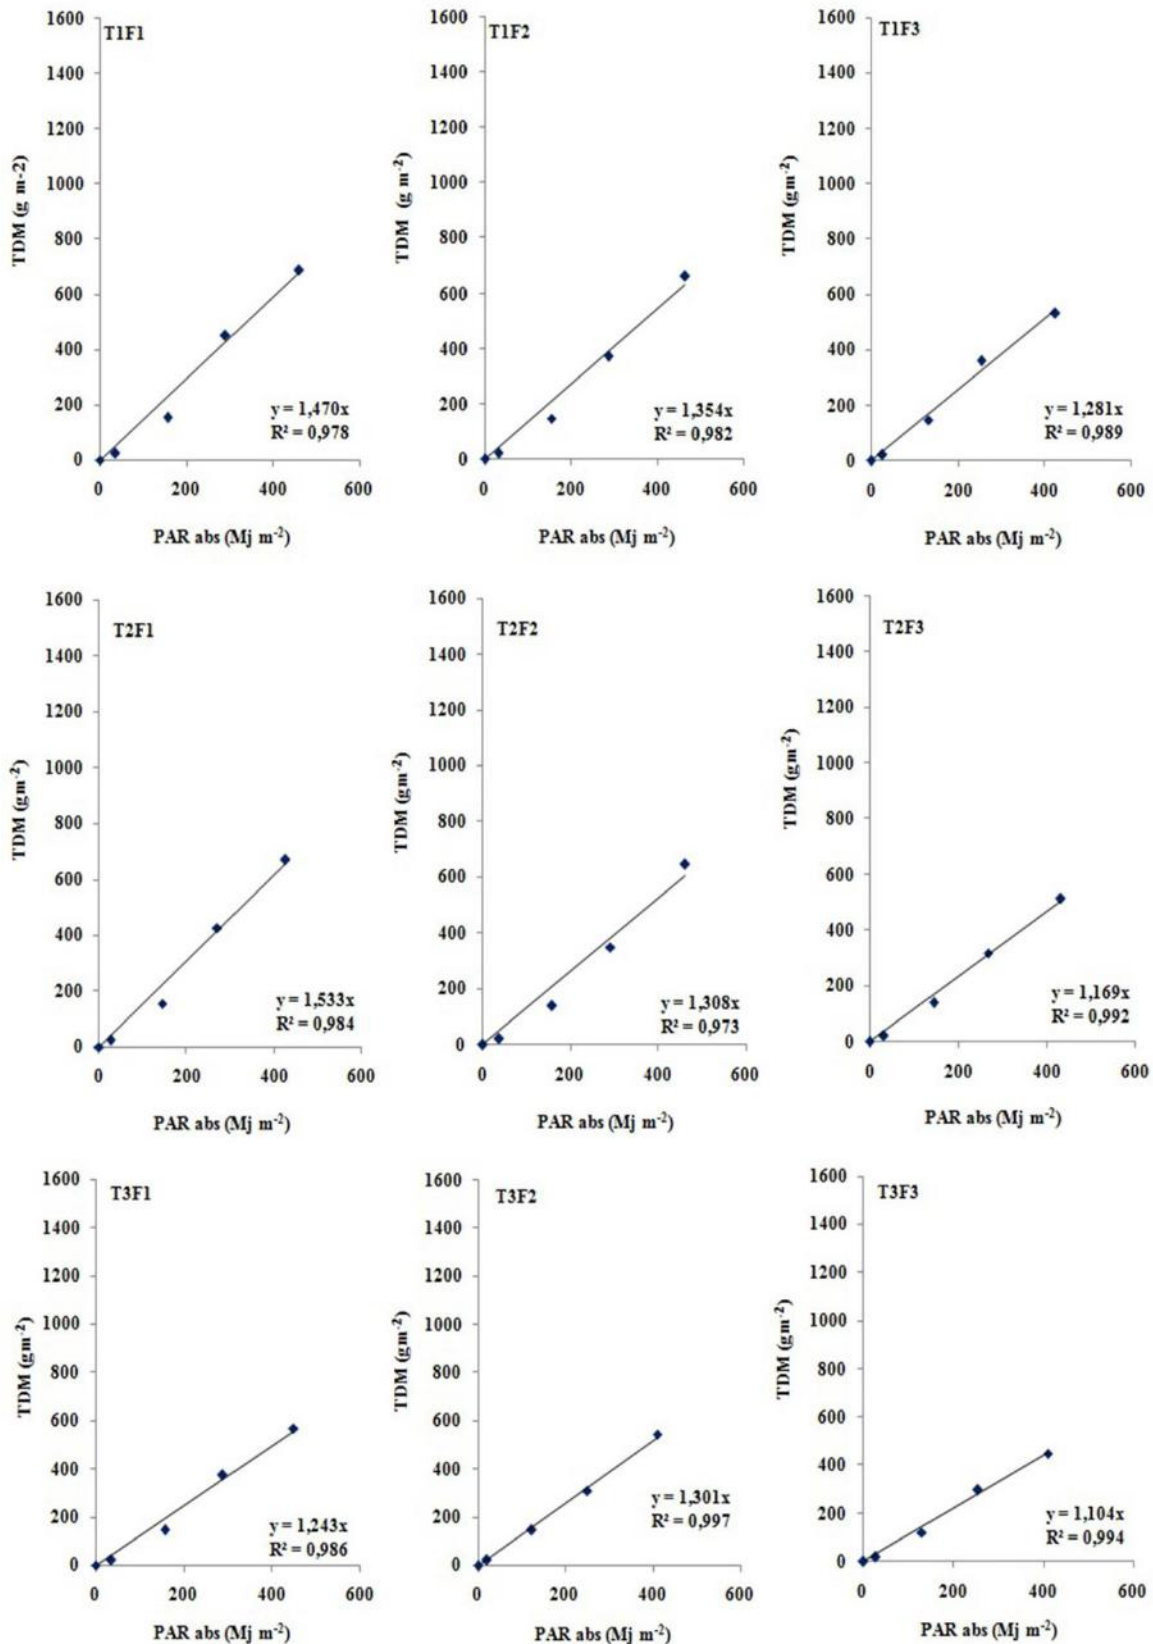 T1F1
1600
1400
1200
1000
800
600
400
200
0
TDM (g m-2)
y = 1,470x
R² = 0,978
0 200 400 600
PAR abs (Mj m⁻²)
T1F2
1600
1400
1200
1000
800
600
400
200
0
TDM (g m⁻²)
y = 1,354x
R² = 0,982
0 200 400 600
PAR abs (Mj m⁻²)
T1F3
1600
1400
1200
1000
800
600
400
200
0
TDM (gm⁻²)
y = 1,281x
R² = 0,989
0 200 400 600
PAR abs (Mj m⁻²)
T2F1
1600
1400
1200
1000
800
600
400
200
0
TDM (gm⁻²)
y = 1,533x
R² = 0,984
0 200 400 600
PAR abs (Mj m⁻²)
T2F2
1600
1400
1200
1000
800
600
400
200
0
TDM (gm⁻²)
y = 1,308x
R² = 0,973
0 200 400 600
PAR abs (Mj m⁻²)
T2F3
1600
1400
1200
1000
800
600
400
200
0
TDM (gm⁻²)
y = 1,169x
R² = 0,992
0 200 400 600
PAR abs (Mj m⁻²)
T3F1
1600
1400
1200
1000
800
600
400
200
0
TDM (gm⁻²)
y = 1,243x
R² = 0,986
0 200 400 600
PAR abs (Mj m⁻²)
T3F2
1600
1400
1200
1000
800
600
400
200
0
TDM (gm⁻²)
y = 1,301x
R² = 0,997
0 200 400 600
PAR abs (Mj m⁻²)
T3F3
1600
1400
1200
1000
800
600
400
200
0
TDM (gm⁻²)
y = 1,104x
R² = 0,994
0 200 400 600
PAR abs (Mj m⁻²)